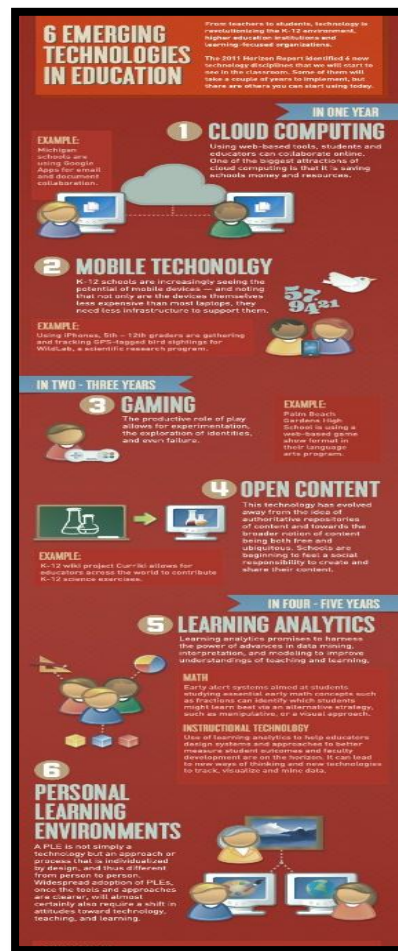 6 EMERGING
TECHNOLOGIES
IN EDUCATION
From teachers to students, technology is
revolutionizing the K-12 environment,
higher education institutions and
learning-focused organizations.
The 2011 Horizon Report identified 6 new
technology disciplines that we will start to
see in the classroom. Some of them will
take a couple of years to implement, but
there are others you can start using today.
IN ONE YEAR
1 CLOUD COMPUTING
Using web-based tools, students and
educators can collaborate online.
One of the biggest attractions of
cloud computing is that it is saving
schools money and resources.
EXAMPLE:
Michigan
schools are
using Google
Apps for email
and document
collaboration.
2 MOBILE TECHONOLGY
K-12 schools are increasingly seeing the
potential of mobile devices — and noting
that not only are the devices themselves
less expensive than most laptops, they
need less infrastructure to support them.
57
94 21
EXAMPLE:
Using iPhones, 5th - 12th graders are gathering
and tracking GPS-tagged bird sightings for
WildLab, a scientific research program.
IN TWO - THREE YEARS
3 GAMING
The productive role of play
allows for experimentation,
the exploration of identities,
and even failure.
EXAMPLE:
Palm Beach
Gardens High
School is using a
web-based game
show format in
their language
arts program.
4 OPEN CONTENT
This technology has evolved
away from the idea of
authoritative repositories
of content and towards the
broader notion of content
being both free and
ubiquitous. Schools are
beginning to feel a social
responsibility to create and
share their content.
EXAMPLE:
K-12 wiki project Curriki allows for
educators across the world to contribute
K-12 science exercises.
IN FOUR - FIVE YEARS
5 LEARNING ANALYTICS
Learning analytics promises to harness
the power of advances in data mining,
interpretation, and modeling to improve
understandings of teaching and learning.
MATH
Early alert systems aimed at students
studying essential early math concepts such
as fractions can identify which students
might learn best via an alternative strategy,
such as manipulative, or a visual approach.
INSTRUCTIONAL TECHNOLOGY
Use of learning analytics to help educators
design systems and approaches to better
measure student outcomes and faculty
development are on the horizon. It can lead
to new ways of thinking and new technologies
to track, visualize and mine data.
6
PERSONAL
LEARNING
ENVIRONMENTS
A PLE is not simply a
technology but an approach or
process that is individualized
by design, and thus different
from person to person.
Widespread adoption of PLEs,
once the tools and approaches
are clearer, will almost
certainly also require a shift in
attitudes toward technology,
teaching, and learning.